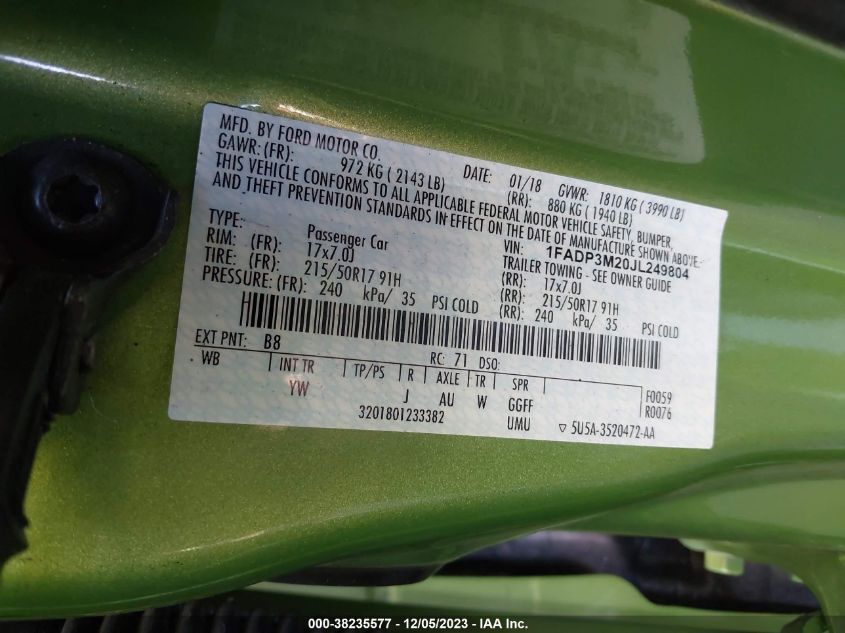 MFD. BY FORD MOTOR CO. DATE: 01/18 GVWR: 1810 KG ( 3990 LB)
GAWR: (FR): 972 KG ( 2143 LB) (RR): 880 KG ( 1940 LB)
THIS VEHICLE CONFORMS TO ALL APPLICABLE FEDERAL MOTOR VEHICLE SAFETY, BUMPER,
AND THEFT PREVENTION STANDARDS IN EFFECT ON THE DATE OF MANUFACTURE SHOWN ABOVE.
VIN: 1FADP3M20JL249804
TYPE: Passenger Car TRAILER TOWING - SEE OWNER GUIDE
RIM: (FR): 17x7.0J (RR): 17x7.0J
TIRE: (FR): 215/50R17 91H (RR): 215/50R17 91H
PRESSURE: (FR): 240 kPa/ 35 PSI COLD (RR): 240 kPa/ 35 PSI COLD
EXT PNT: B8 RC: 71 DSO:
WB INT TR TP/PS R AXLE TR SPR F0059
YW J AU W GGFF R0076
3201801233382 UMU ▽ 5U5A-3520472-AA
000-38235577 - 12/05/2023 - IAA Inc.